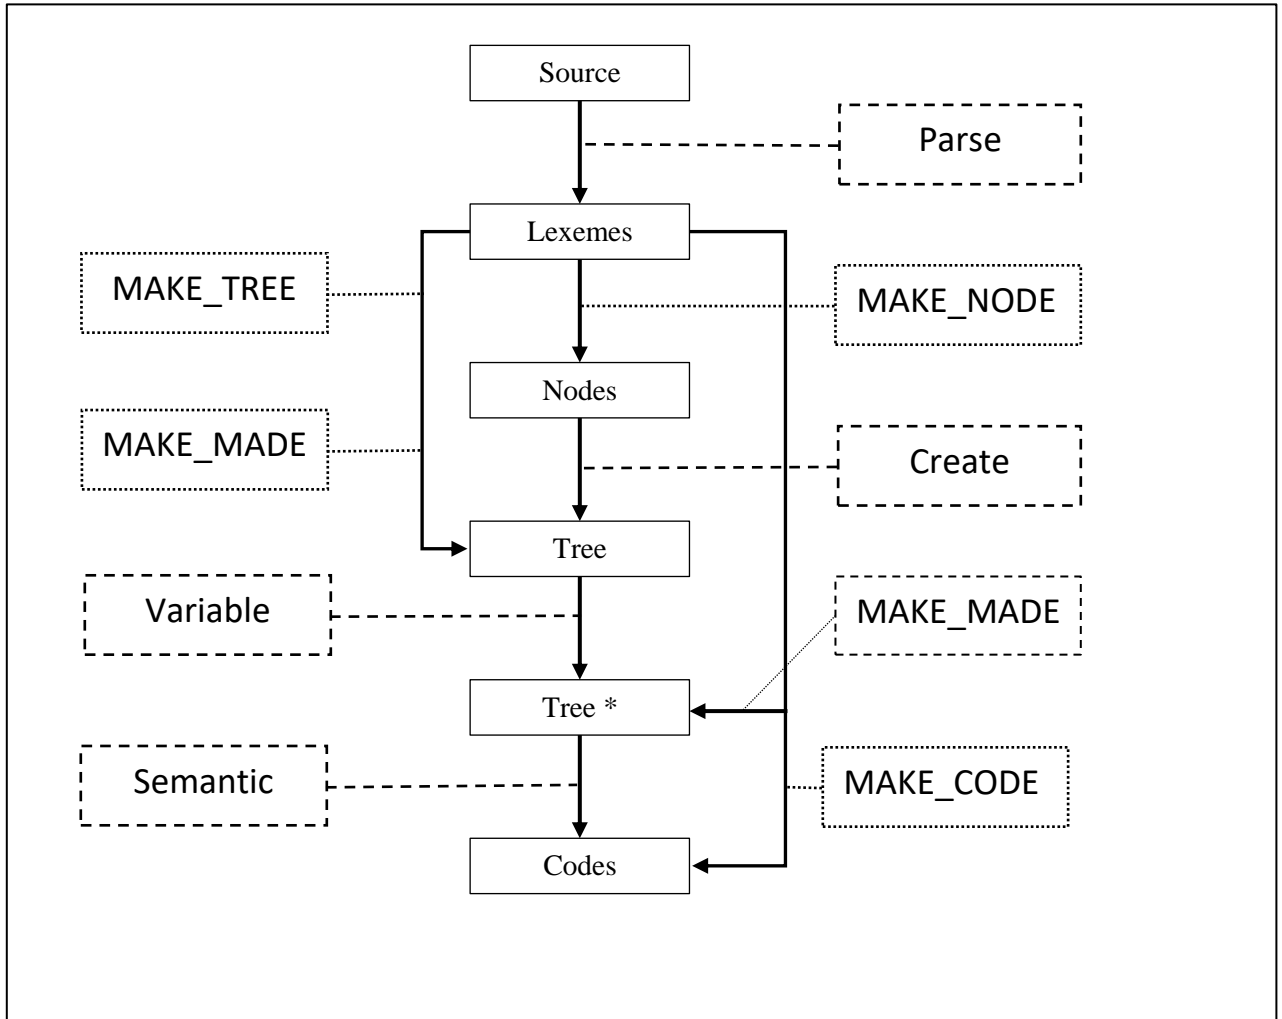 Source
Parse
Lexemes
MAKE_TREE
MAKE_NODE
Nodes
MAKE_MADE
Create
Tree
Variable
MAKE_MADE
Tree *
Semantic
MAKE_CODE
Codes